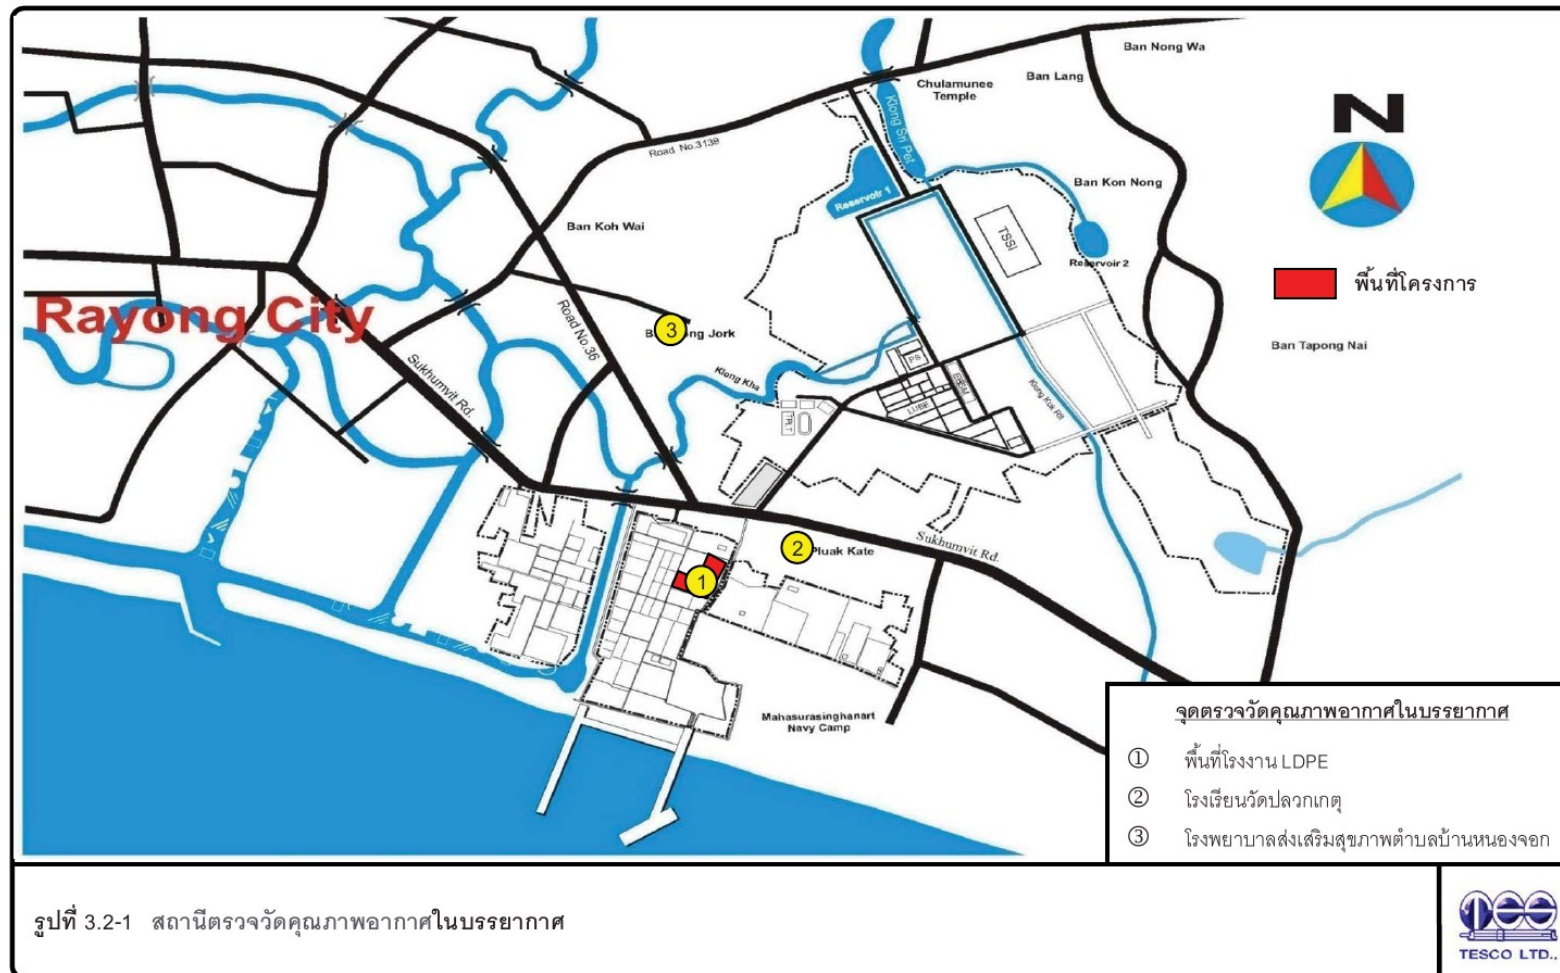 Ban Nong Wa
Ban Lang
Chulamunee
Temple
N
Klong Sri Pet
Road No.3139
Ban Kon Nong
Reservoir 1
Ban Koh Wai
TSSI
Reservoir 2
พื้นที่โครงการ
Rayong City
Road No.36
3
ng Jork
Ban Tapong Nai
Sukhumvit Rd.
Klong Kha
PS
EBSM
LUBE
TPLT
2
Pluak Kate
Sukhumvit Rd.
1
Mahasurasinghanart
Navy Camp
จุดตรวจวัดคุณภาพอากาศในบรรยากาศ
① พื้นที่โรงงาน LDPE
② โรงเรียนวัดปลวกเกตุ
③ โรงพยาบาลส่งเสริมสุขภาพตำบลบ้านหนองจอก
รูปที่ 3.2-1 สถานีตรวจวัดคุณภาพอากาศในบรรยากาศ
TESCO LTD.,